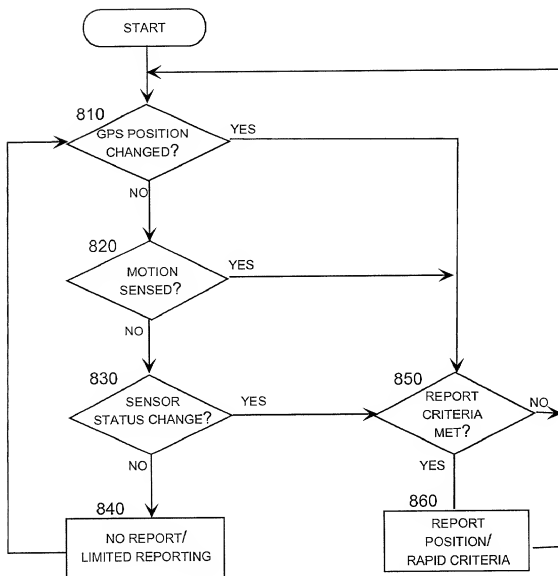 START
810
GPS POSITION
CHANGED?
YES
NO
820
MOTION
SENSED?
YES
NO
830
SENSOR
STATUS CHANGE?
YES
NO
850
REPORT
CRITERIA
MET?
NO
YES
840
NO REPORT/
LIMITED REPORTING
860
REPORT
POSITION/
RAPID CRITERIA